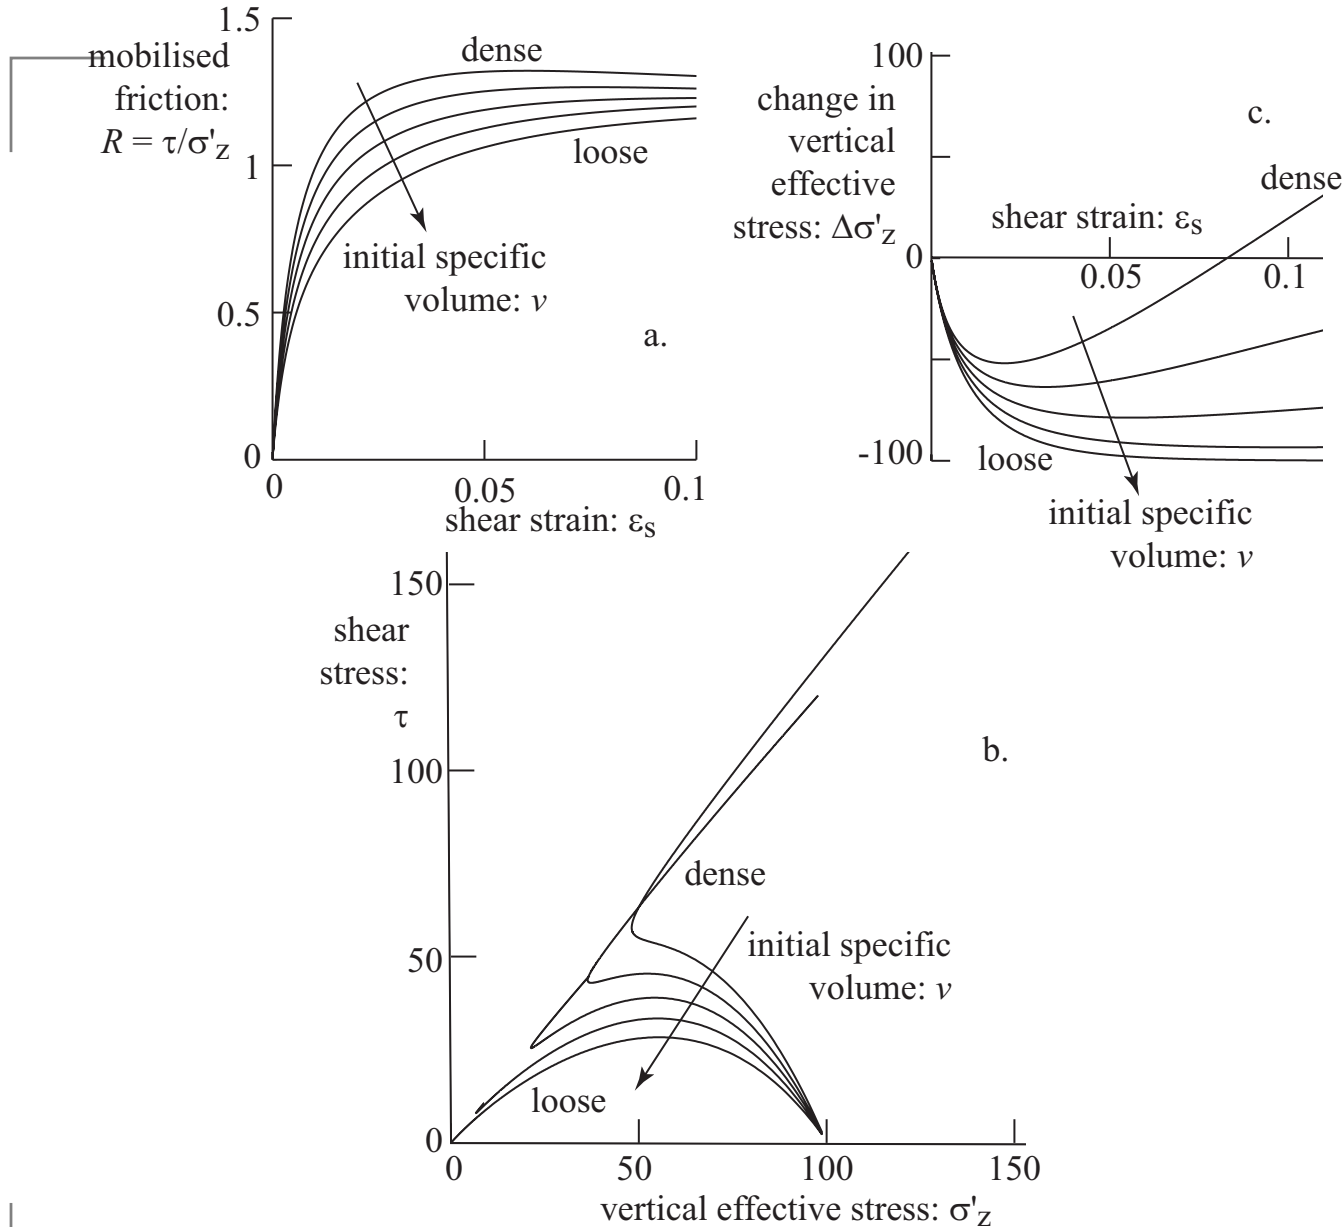 1.5
mobilised
friction:
R = τ/σ'z
dense
loose
1
initial specific
volume: v
0.5
a.
0
0
0.05
0.1
shear strain: εs
100
change in
vertical
effective
stress: Δσ'z
c.
dense
shear strain: εs
0
0.05
0.1
-100
loose
initial specific
volume: v
150
shear
stress:
τ
100
b.
dense
initial specific
volume: v
50
loose
0
0
50
100
150
vertical effective stress: σ'z